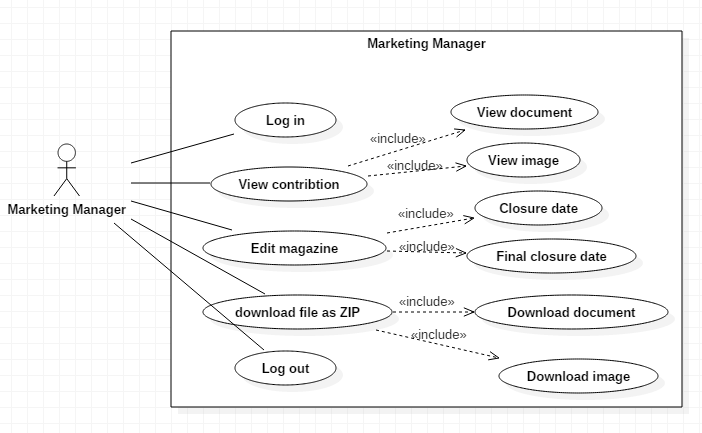 Marketing Manager
Log in
View document
«include»
View image
«include»
View contribtion
Marketing Manager
Closure date
«include»
Edit magazine
«include»
Final closure date
download file as ZIP
«include»
Download document
«include»
Log out
Download image